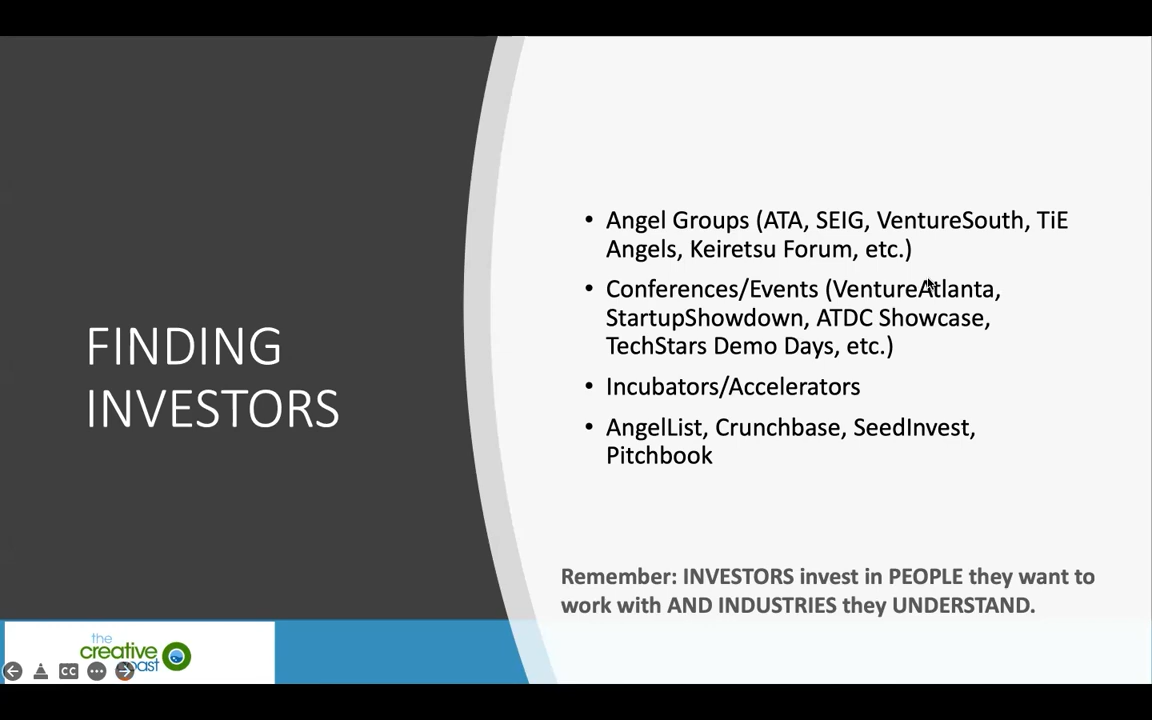 FINDING
INVESTORS
• Angel Groups (ATA, SEIG, VentureSouth, TiE
Angels, Keiretsu Forum, etc.)
• Conferences/Events (VentureAtlanta,
StartupShowdown, ATDC Showcase,
TechStars Demo Days, etc.)
• Incubators/Accelerators
• AngelList, Crunchbase, SeedInvest,
Pitchbook
Remember: INVESTORS invest in PEOPLE they want to
work with AND INDUSTRIES they UNDERSTAND.
the
creative
CC